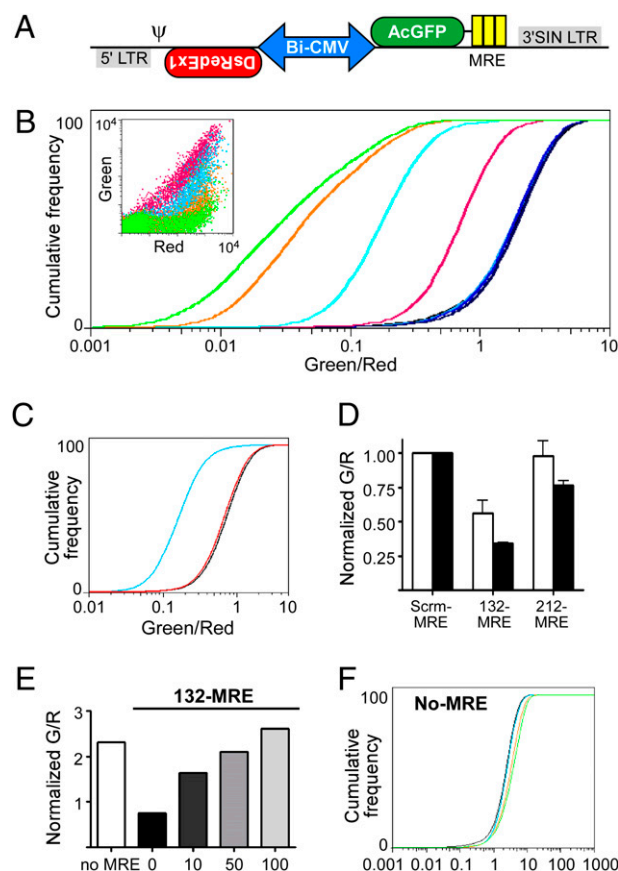 A
Ψ
5' LTR
DsRedEx1
Bi-CMV
AcGFP
MRE
3'SIN LTR
B
Cumulative frequency
100
0
10^4
Green
Red
10^4
0.001 0.01 0.1 1 10
Green/Red
C
Cumulative frequency
100
0
0.01 0.1 1 10
Green/Red
D
Normalized G/R
1.00
0.75
0.50
0.25
Scrm-MRE
132-MRE
212-MRE
E
132-MRE
Normalized G/R
3
2
1
no MRE 0 10 50 100
F
No-MRE
Cumulative frequency
100
0
0.001 0.01 0.1 1 10 100 1000